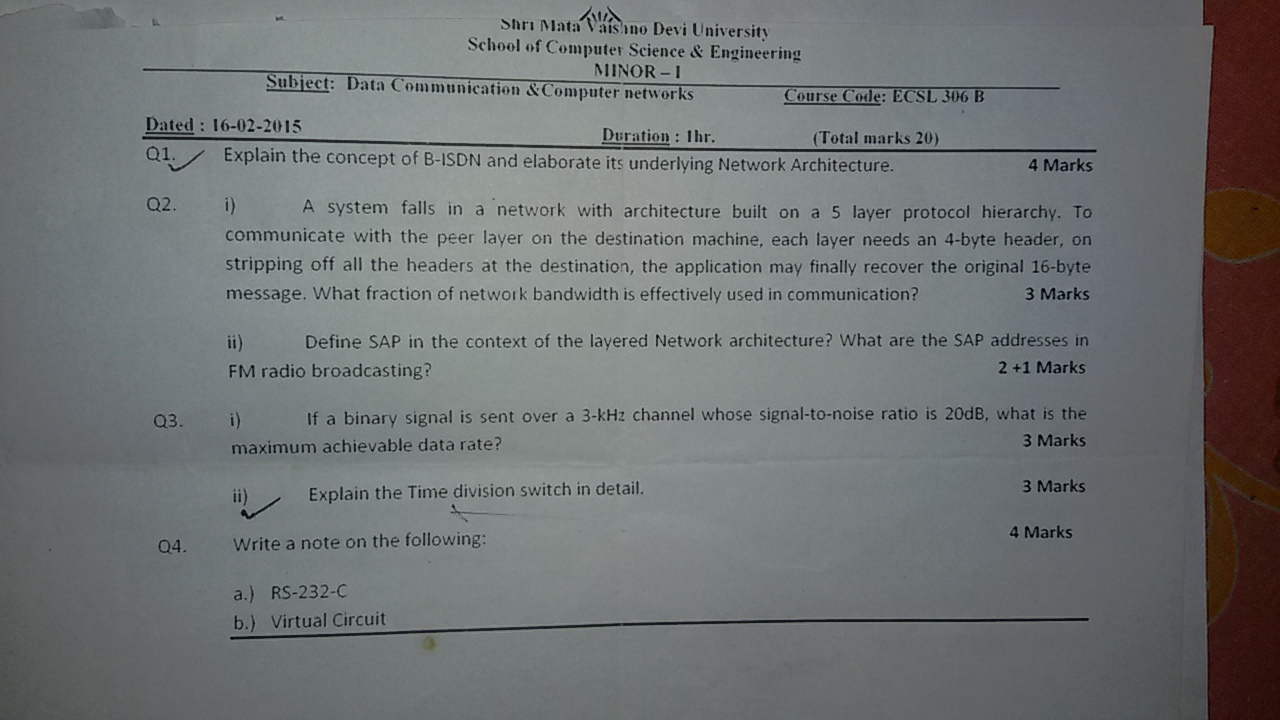 Shri Mata Vaishno Devi University
School of Computer Science & Engineering
MINOR – I
Subject: Data Communication &Computer networks Course Code: ECSL 306 B
Dated : 16-02-2015 Duration : 1hr. (Total marks 20)
Q1. Explain the concept of B-ISDN and elaborate its underlying Network Architecture. 4 Marks
Q2. i) A system falls in a network with architecture built on a 5 layer protocol hierarchy. To
communicate with the peer layer on the destination machine, each layer needs an 4-byte header, on
stripping off all the headers at the destination, the application may finally recover the original 16-byte
message. What fraction of network bandwidth is effectively used in communication? 3 Marks
ii) Define SAP in the context of the layered Network architecture? What are the SAP addresses in
FM radio broadcasting? 2 +1 Marks
Q3. i) If a binary signal is sent over a 3-kHz channel whose signal-to-noise ratio is 20dB, what is the
maximum achievable data rate? 3 Marks
ii) Explain the Time division switch in detail. 3 Marks
Q4. Write a note on the following: 4 Marks
a.) RS-232-C
b.) Virtual Circuit